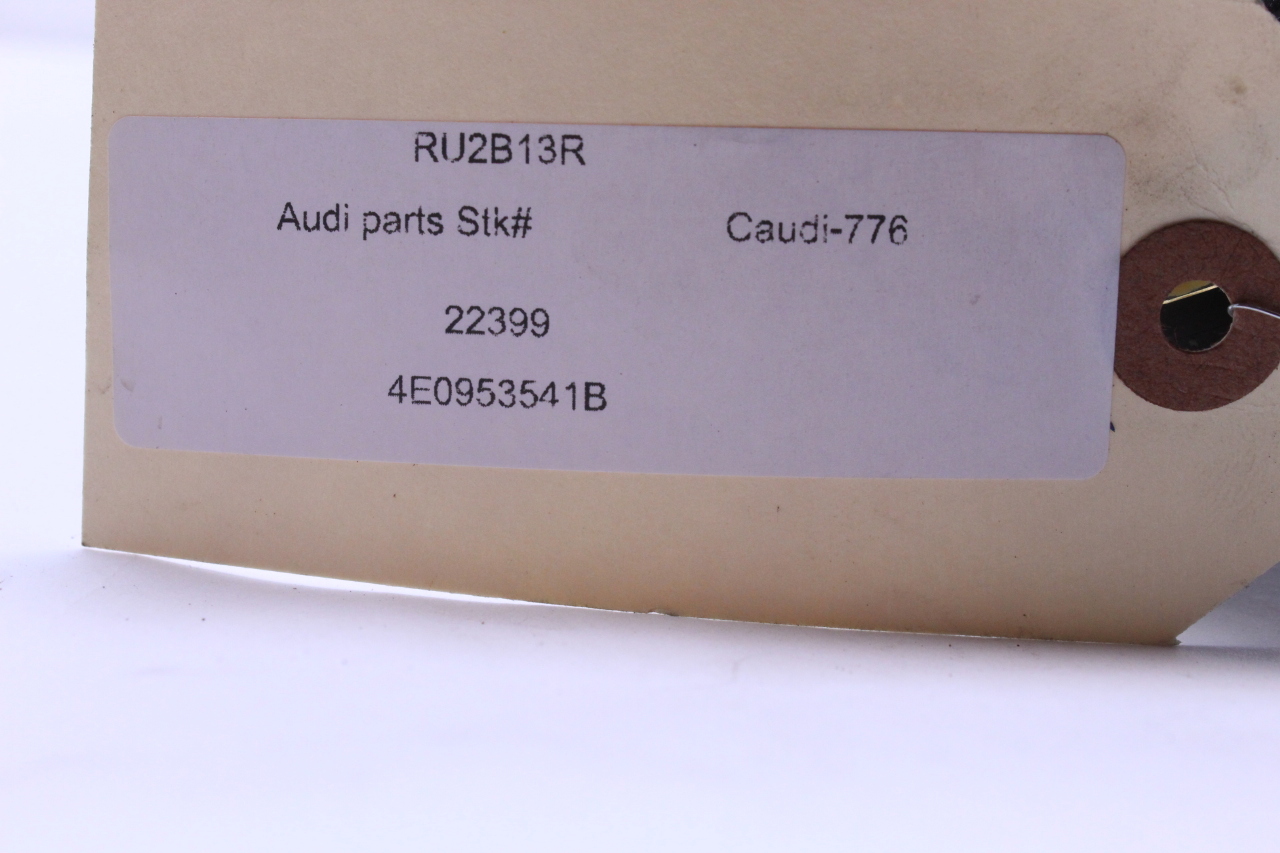 RU2B13R
Audi parts Stk# Caudi-776
22399
4E0953541B